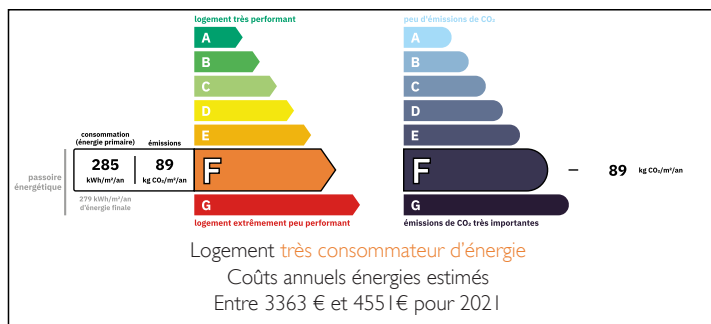 logement très performant
A
B
C
D
E
consommation
(énergie primaire)
émissions
285
kWh/m²/an
89
kg CO₂/m²/an
F
passoire
énergétique
279 kWh/m²/an
d'énergie finale
G
logement extrêmement peu performant
peu d'émissions de CO₂
A
B
C
D
E
F
89 kg CO₂/m²/an
G
émissions de CO₂ très importantes
Logement très consommateur d'énergie
Coûts annuels énergies estimés
Entre 3363 € et 4551€ pour 2021